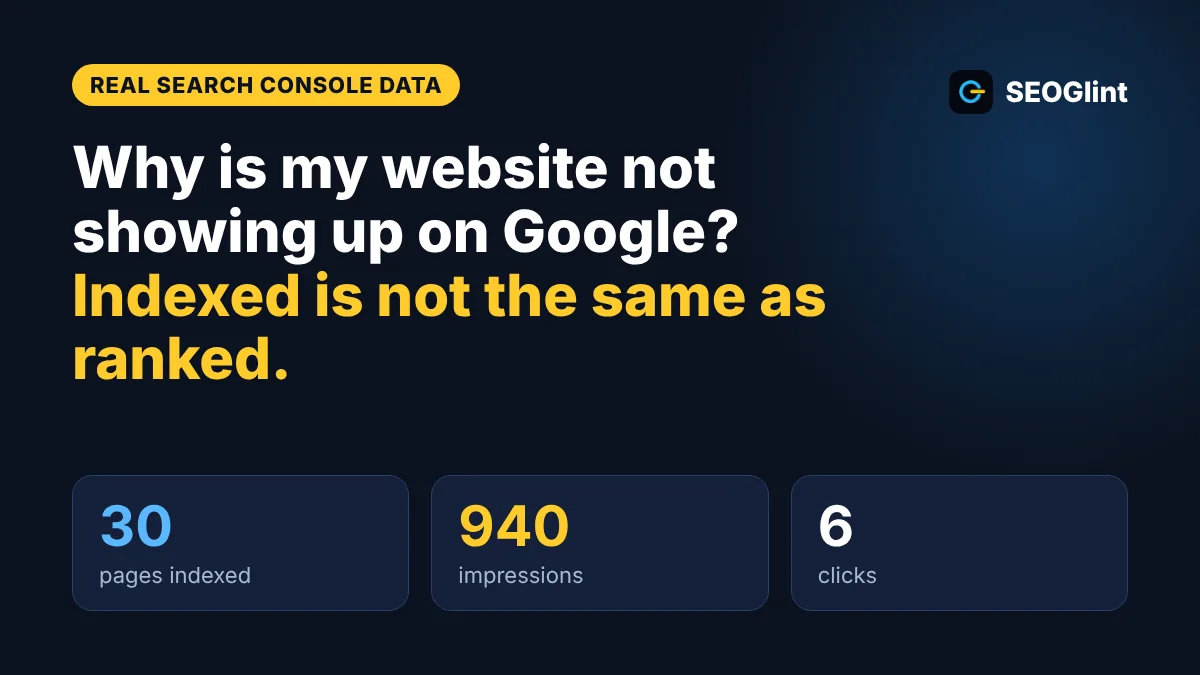 REAL SEARCH CONSOLE DATA
SEOGlint
Why is my website not
showing up on Google?
Indexed is not the same as
ranked.
30
pages indexed
940
impressions
6
clicks